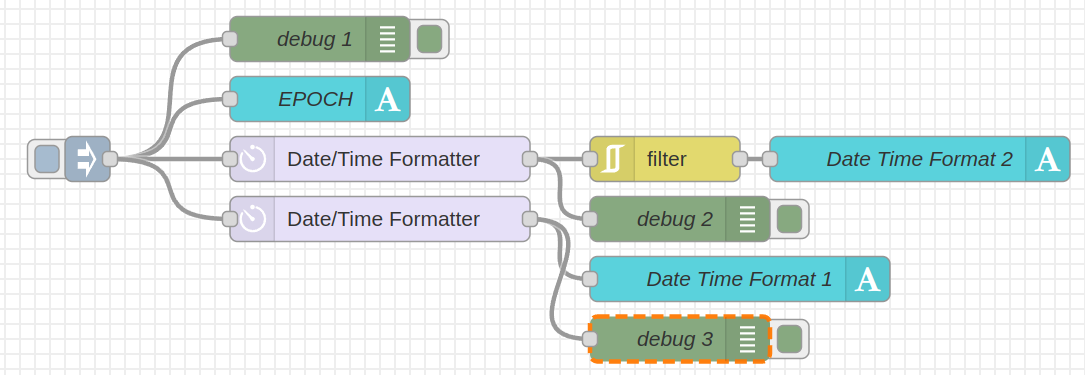 debug 1
EPOCH
Date/Time Formatter
filter
Date Time Format 2
Date/Time Formatter
debug 2
Date Time Format 1
debug 3